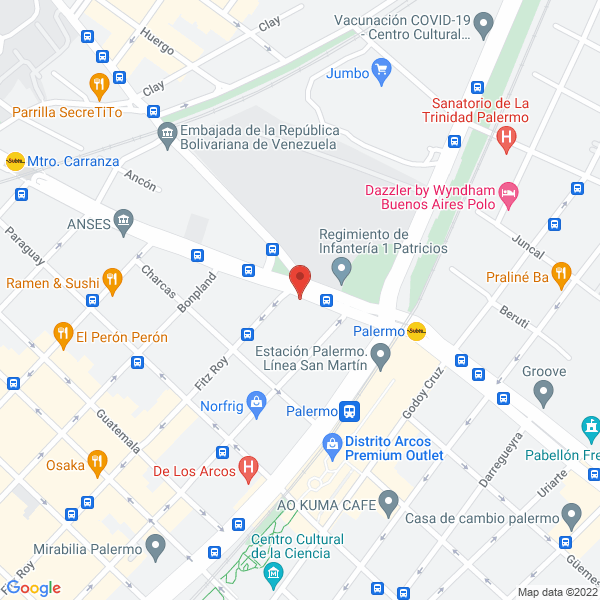 Vacunación COVID-19
- Centro Cultural...
Huergo
Clay
Clay
Jumbo
Parrilla SecreTiTo
Sanatorio de La
Trinidad Palermo
Embajada de la República
Bolivariana de Venezuela
Mtro. Carranza
Ancón
Dazzler by Wyndham
Buenos Aires Polo
ANSES
Regimiento de
Infantería 1 Patricios
Juncal
Paraguay
Charcas
Bonpland
Ramen & Sushi
Praliné Ba
Beruti
El Perón Perón
Palermo
Estación Palermo.
Línea San Martín
Fitz Roy
Groove
Godoy Cruz
Norfrig
Palermo
Guatemala
Distrito Arcos
Premium Outlet
Darregueyra
Pabellón Fre
Osaka
De Los Arcos
Uriarte
AO KUMA CAFE
Casa de cambio palermo
Mirabilia Palermo
Centro Cultural
de la Ciencia
Güemes
Roy
Google
Map data ©2022